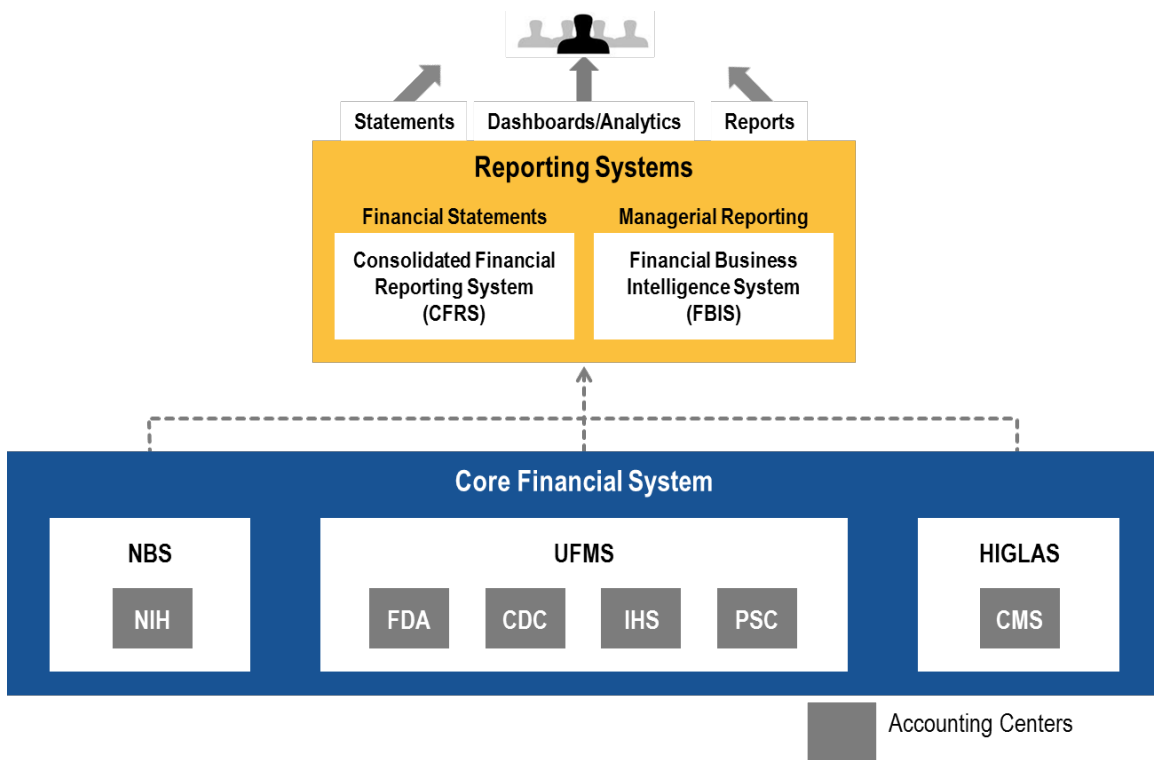 Statements
Dashboards/Analytics
Reports
Reporting Systems
Financial Statements
Consolidated Financial
Reporting System
(CFRS)
Managerial Reporting
Financial Business
Intelligence System
(FBIS)
Core Financial System
NBS
NIH
UFMS
FDA
CDC
IHS
PSC
HIGLAS
CMS
Accounting Centers